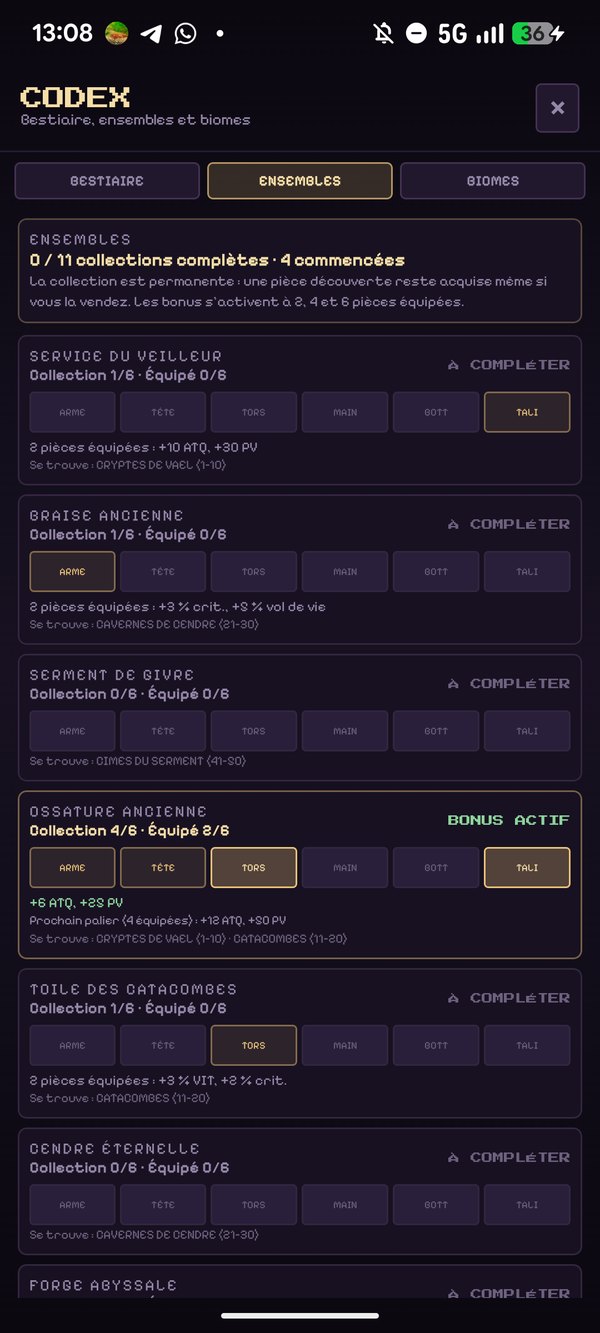 13:08
5G
36
CODEX
Bestiaire, ensembles et biomes
×
BESTIAIRE ENSEMBLES BIOMES
ENSEMBLES
0 / 11 collections complètes · 4 commencées
La collection est permanente : une pièce découverte reste acquise même si
vous la vendez. Les bonus s'activent à 2, 4 et 6 pièces équipées.
SERVICE DU VEILLEUR
À COMPLÉTER
Collection 1/6 · Équipé 0/6
ARME TÊTE TORS MAIN BOTT TALI
2 pièces équipées : +10 ATQ, +30 PV
Se trouve : CRYPTES DE VAEL (1-10)
BRAISE ANCIENNE
À COMPLÉTER
Collection 1/6 · Équipé 0/6
ARME TÊTE TORS MAIN BOTT TALI
2 pièces équipées : +3 % crit., +2 % vol de vie
Se trouve : CAVERNES DE CENDRE (21-30)
SERMENT DE GIVRE
À COMPLÉTER
Collection 0/6 · Équipé 0/6
ARME TÊTE TORS MAIN BOTT TALI
Se trouve : CIMES DU SERMENT (41-50)
OSSATURE ANCIENNE
BONUS ACTIF
Collection 4/6 · Équipé 2/6
ARME TÊTE TORS MAIN BOTT TALI
+6 ATQ, +25 PV
Prochain palier (4 équipées) : +12 ATQ, +50 PV
Se trouve : CRYPTES DE VAEL (1-10) · CATACOMBES (11-20)
TOILE DES CATACOMBES
À COMPLÉTER
Collection 1/6 · Équipé 0/6
ARME TÊTE TORS MAIN BOTT TALI
2 pièces équipées : +3 % VIT, +2 % crit.
Se trouve : CATACOMBES (11-20)
CENDRE ÉTERNELLE
À COMPLÉTER
Collection 0/6 · Équipé 0/6
ARME TÊTE TORS MAIN BOTT TALI
Se trouve : CAVERNES DE CENDRE (21-30)
FORGE ABYSSALE
À COMPLÉTER